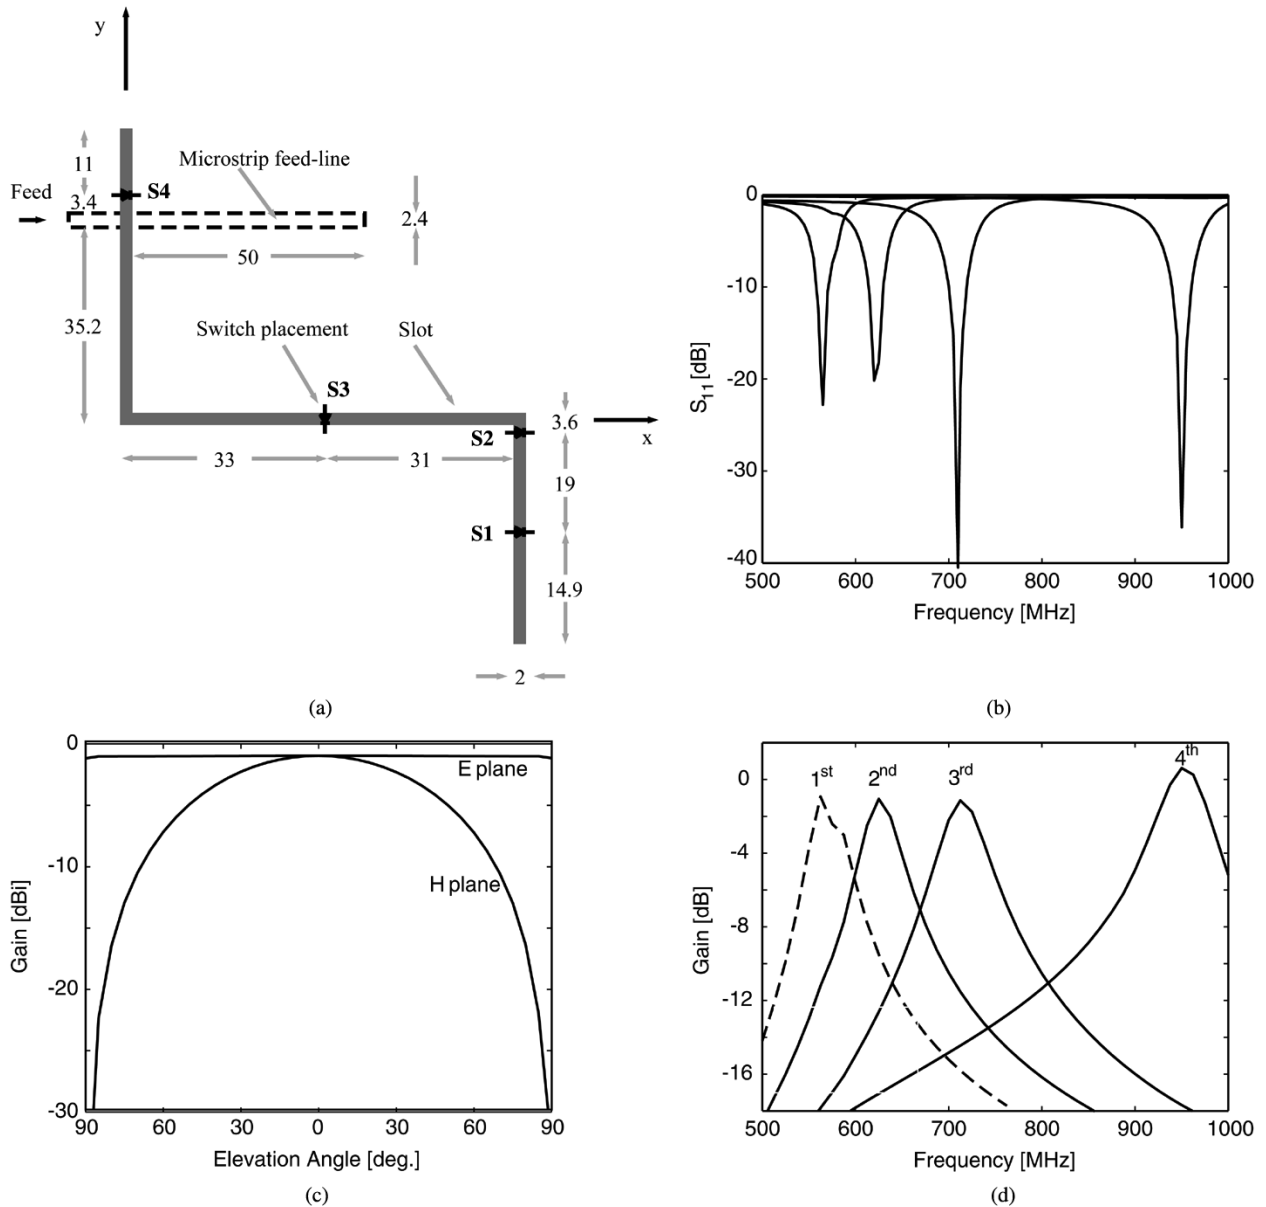 y
11
Microstrip feed-line
Feed
S4
3.4
2.4
50
35.2
Switch placement
Slot
S3
3.6
x
S2
33
31
19
S1
14.9
2
(a)
0
-10
-20
-30
-40
S11 [dB]
500 600 700 800 900 1000
Frequency [MHz]
(b)
0
E plane
-10
H plane
-20
-30
Gain [dBi]
90 60 30 0 30 60 90
Elevation Angle [deg.]
(c)
4th
1st 2nd 3rd
0
-4
-8
-12
-16
Gain [dB]
500 600 700 800 900 1000
Frequency [MHz]
(d)